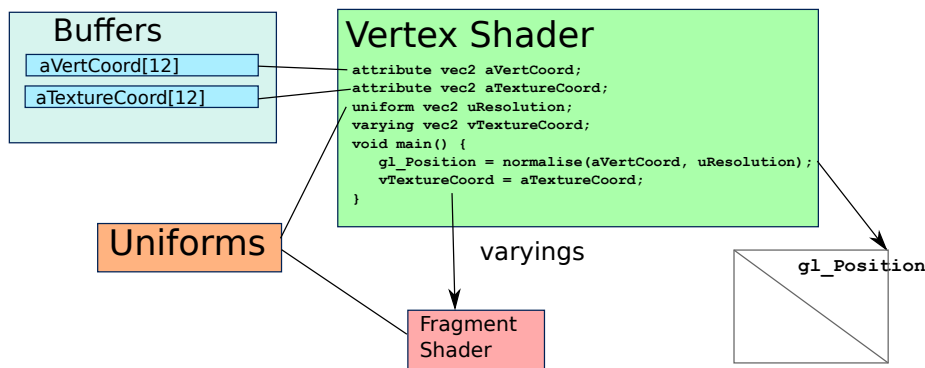 Buffers
aVertCoord[12]
aTextureCoord[12]
Vertex Shader
attribute vec2 aVertCoord;
attribute vec2 aTextureCoord;
uniform vec2 uResolution;
varying vec2 vTextureCoord;
void main() {
gl_Position = normalise(aVertCoord, uResolution);
vTextureCoord = aTextureCoord;
}
Uniforms
varyings
gl_Position
Fragment
Shader